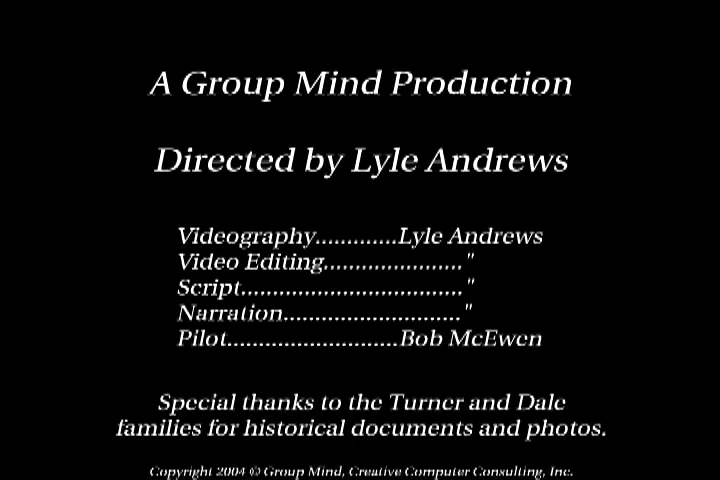 A Group Mind Production
Directed by Lyle Andrews
Videography.............Lyle Andrews
Video Editing......................"
Script..................................."
Narration............................"
Pilot...........................Bob McEwen
Special thanks to the Turner and Dale
families for historical documents and photos.
Copyright 2004 © Group Mind, Creative Computer Consulting, Inc.